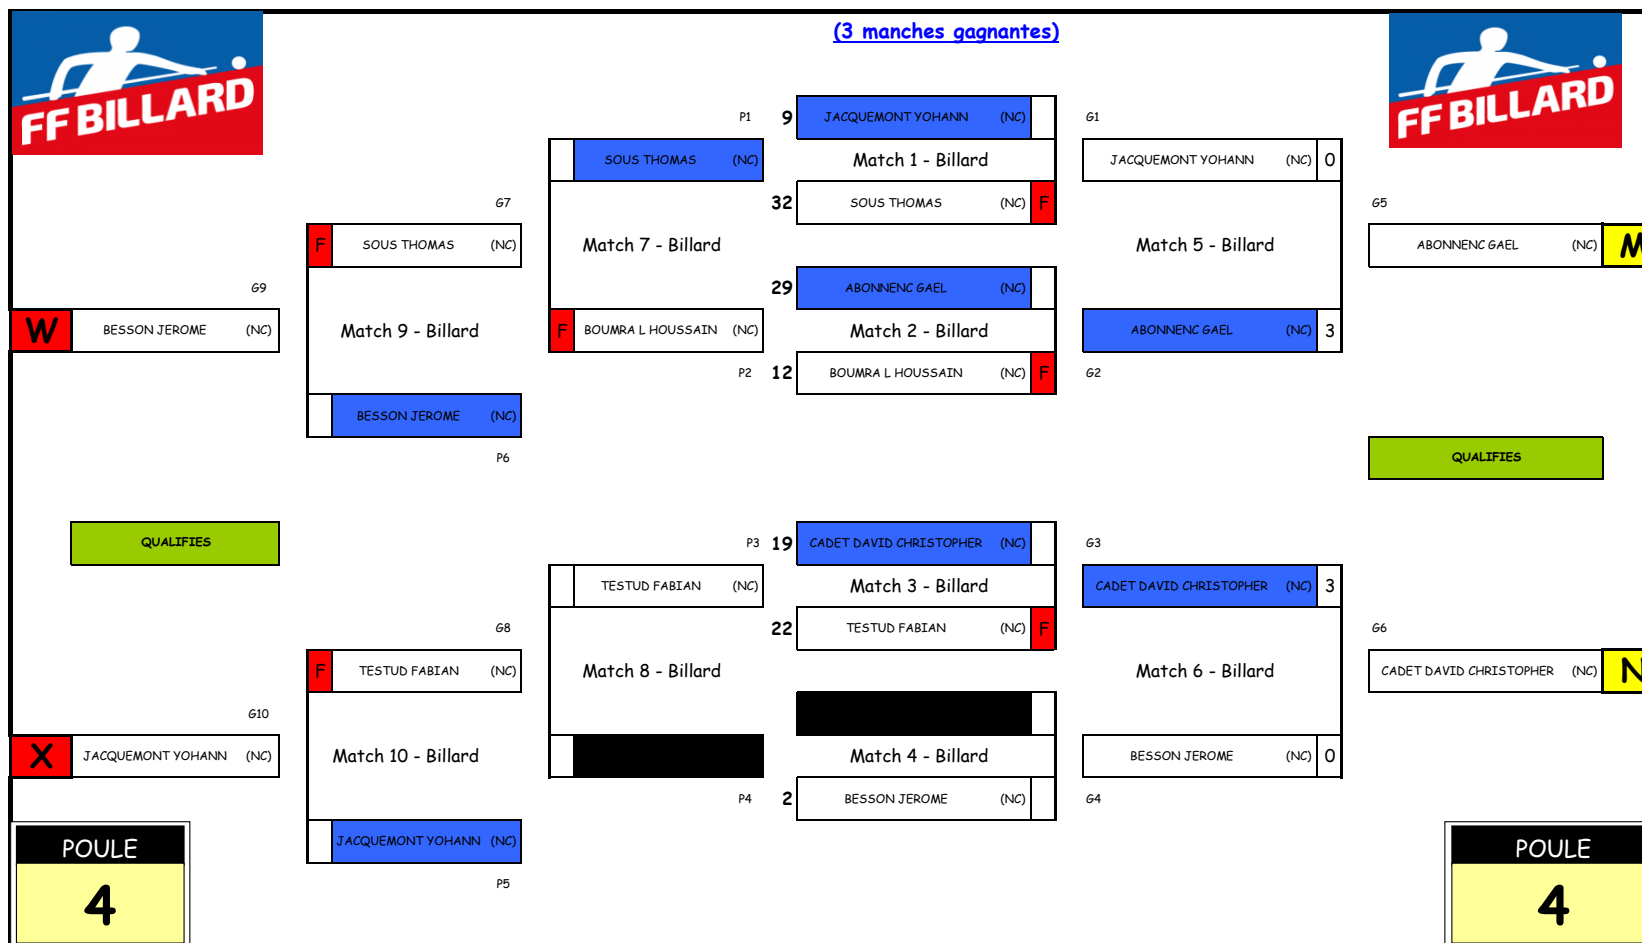 (3 manches gagnantes)
FF BILLARD
FF BILLARD
P1 9 JACQUEMONT YOHANN (NC) G1
SOUS THOMAS (NC) Match 1 - Billard JACQUEMONT YOHANN (NC) 0
G7 32 SOUS THOMAS (NC) F G5
F SOUS THOMAS (NC) Match 7 - Billard Match 5 - Billard ABONNENC GAEL (NC) M
G9 29 ABONNENC GAEL (NC)
W BESSON JEROME (NC) Match 9 - Billard F BOUMRA L HOUSSAIN (NC) Match 2 - Billard ABONNENC GAEL (NC) 3
P2 12 BOUMRA L HOUSSAIN (NC) F G2
BESSON JEROME (NC)
P6 QUALIFIES
QUALIFIES P3 19 CADET DAVID CHRISTOPHER (NC) G3
TESTUD FABIAN (NC) Match 3 - Billard CADET DAVID CHRISTOPHER (NC) 3
G8 22 TESTUD FABIAN (NC) F G6
F TESTUD FABIAN (NC) Match 8 - Billard Match 6 - Billard CADET DAVID CHRISTOPHER (NC) N
G10
X JACQUEMONT YOHANN (NC) Match 10 - Billard Match 4 - Billard BESSON JEROME (NC) 0
P4 2 BESSON JEROME (NC) G4
POULE JACQUEMONT YOHANN (NC) POULE
P5
4 4